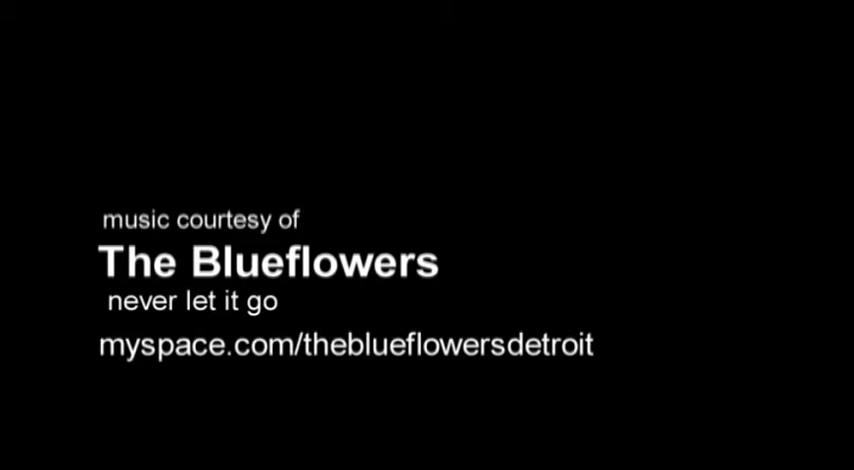 music courtesy of
The Blueflowers
never let it go
myspace.com/theblueflowersdetroit